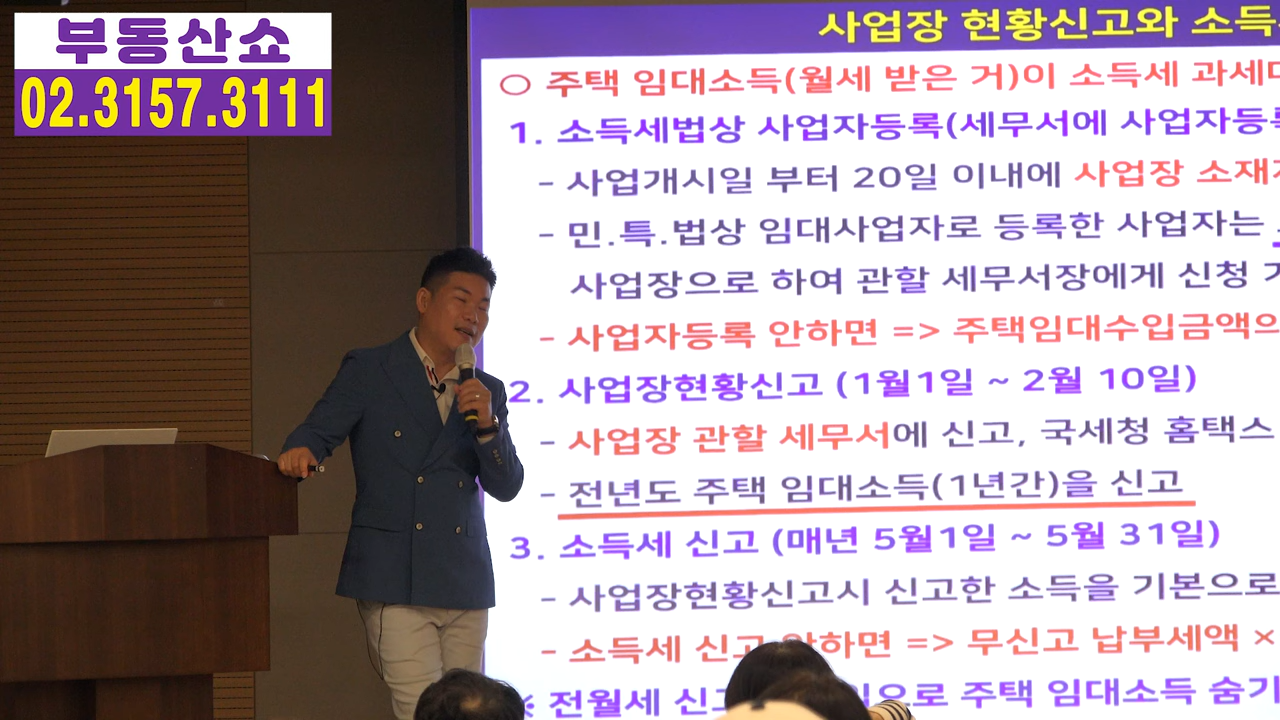 부동산쇼
02.3157.3111
사업장 현황신고와 소득
○ 주택 임대소득(월세 받은 거)이 소득세 과세
1. 소득세법상 사업자등록(세무서에 사업자등록
- 사업개시일 부터 20일 이내에 사업장 소재
- 민.특.법상 임대사업자로 등록한 사업자는
사업장으로 하여 관할 세무서장에게 신청
- 사업자등록 안하면 => 주택임대수입금액의
2. 사업장현황신고 (1월1일 ~ 2월 10일)
- 사업장 관할 세무서에 신고, 국세청 홈택스
- 전년도 주택 임대소득(1년간)을 신고
3. 소득세 신고 (매년 5월1일 ~ 5월 31일)
- 사업장현황신고시 신고한 소득을 기본으로
- 소득세 신고 안하면 => 무신고 납부세액 ×
※ 전월세 신고 으로 주택 임대소득 숨기